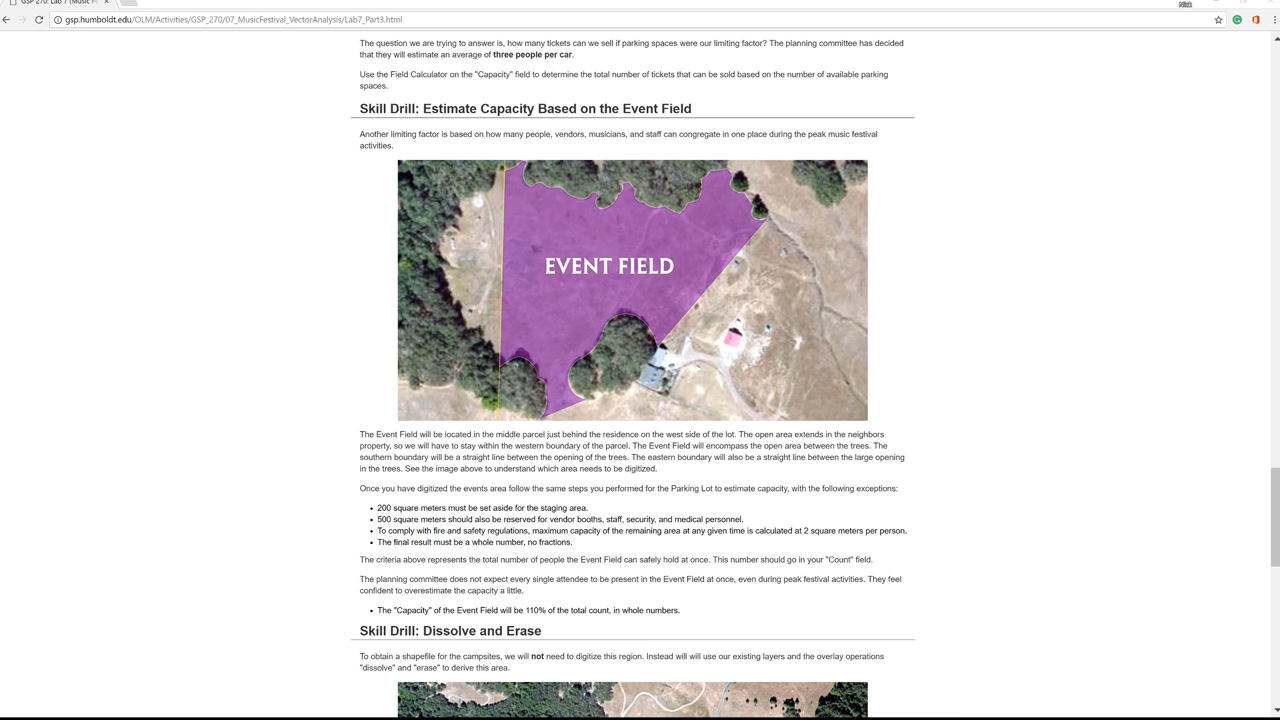 GSP 270: Lab 7 (Music F
Nick
gsp.humboldt.edu/OLM/Activities/GSP_270/07_MusicFestival_VectorAnalysis/Lab7_Part3.html
The question we are trying to answer is, how many tickets can we sell if parking spaces were our limiting factor? The planning committee has decided
that they will estimate an average of three people per car.
Use the Field Calculator on the "Capacity" field to determine the total number of tickets that can be sold based on the number of available parking
spaces.
Skill Drill: Estimate Capacity Based on the Event Field
Another limiting factor is based on how many people, vendors, musicians, and staff can congregate in one place during the peak music festival
activities.
EVENT FIELD
The Event Field will be located in the middle parcel just behind the residence on the west side of the lot. The open area extends in the neighbors
property, so we will have to stay within the western boundary of the parcel. The Event Field will encompass the open area between the trees. The
southern boundary will be a straight line between the opening of the trees. The eastern boundary will also be a straight line between the large opening
in the trees. See the image above to understand which area needs to be digitized.
Once you have digitized the events area follow the same steps you performed for the Parking Lot to estimate capacity, with the following exceptions:
• 200 square meters must be set aside for the staging area.
• 500 square meters should also be reserved for vendor booths, staff, security, and medical personnel.
• To comply with fire and safety regulations, maximum capacity of the remaining area at any given time is calculated at 2 square meters per person.
• The final result must be a whole number, no fractions.
The criteria above represents the total number of people the Event Field can safely hold at once. This number should go in your "Count" field.
The planning committee does not expect every single attendee to be present in the Event Field at once, even during peak festival activities. They feel
confident to overestimate the capacity a little.
• The "Capacity" of the Event Field will be 110% of the total count, in whole numbers.
Skill Drill: Dissolve and Erase
To obtain a shapefile for the campsites, we will not need to digitize this region. Instead will will use our existing layers and the overlay operations
"dissolve" and "erase" to derive this area.